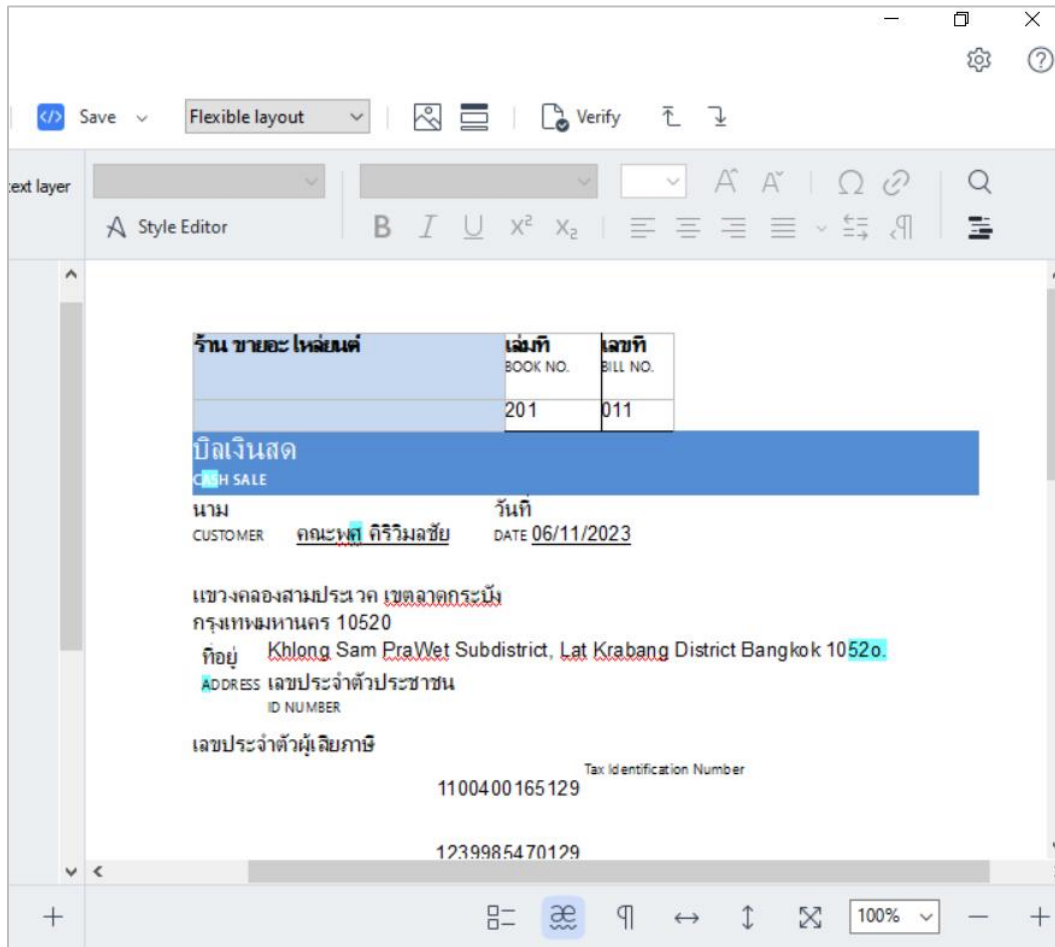 Save
Flexible layout
Verify
ext layer
Style Editor
ร้าน ขายอะไหล่ยนต์
เล่มที่ เลขที่
BOOK NO. BILL NO.
201 011
บิลเงินสด
CASH SALE
นาม วันที่
CUSTOMER คณะพศ คิริวิมลชัย DATE 06/11/2023
แขวงคลองสามประเวค เขตลาดกระบัง
กรุงเทพมหานคร 10520
ที่อยู่ Khlong Sam PraWet Subdistrict, Lat Krabang District Bangkok 1052o.
ADDRESS เลขประจำตัวประชาชน
ID NUMBER
เลขประจำตัวผู้เสียภาษี
Tax Identification Number
1100400165129
1239985470129
100%